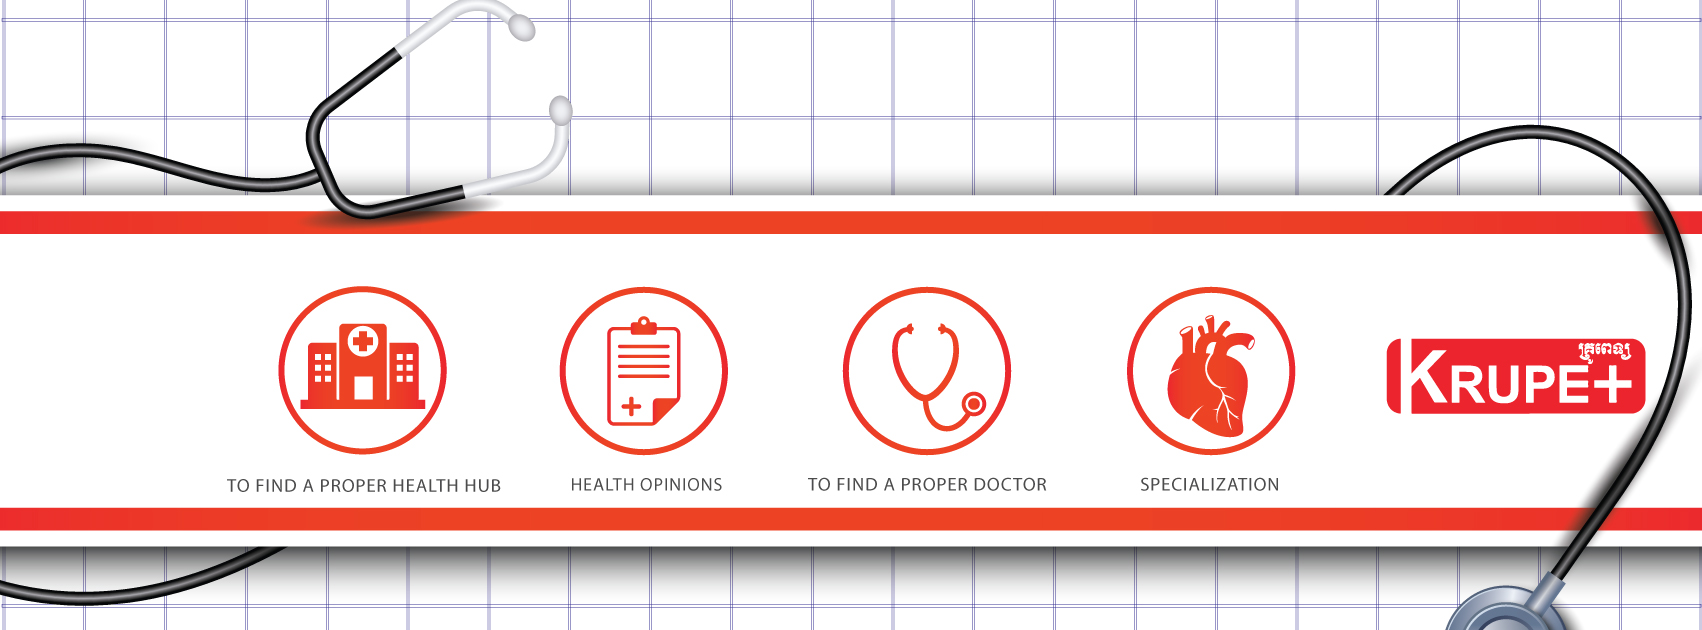 TO FIND A PROPER HEALTH HUB
HEALTH OPINIONS
TO FIND A PROPER DOCTOR
SPECIALIZATION
គ្រូពេទ្យ
KRUPE+